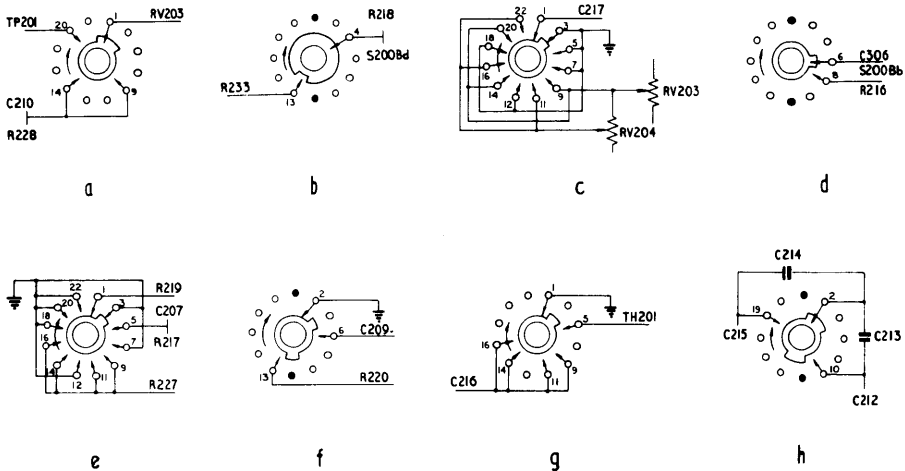 TP201 20 1 RV203
C210 14 9
R228
a
R218
4
S200Bd
R233
13
b
22 1 C217
20 3
18 5
16 7
14 12 11 9
RV203
RV204
c
C306
6
S200Bb
8
R216
d
22 1 R219
20 3 C207
18 5
16 7 R217
14 12 11 9
R227
e
2
6 C209-
13
R220
f
1
5 TH201
16
14 11 9
C216
g
C214
19 2
C215 C213
10
C212
h